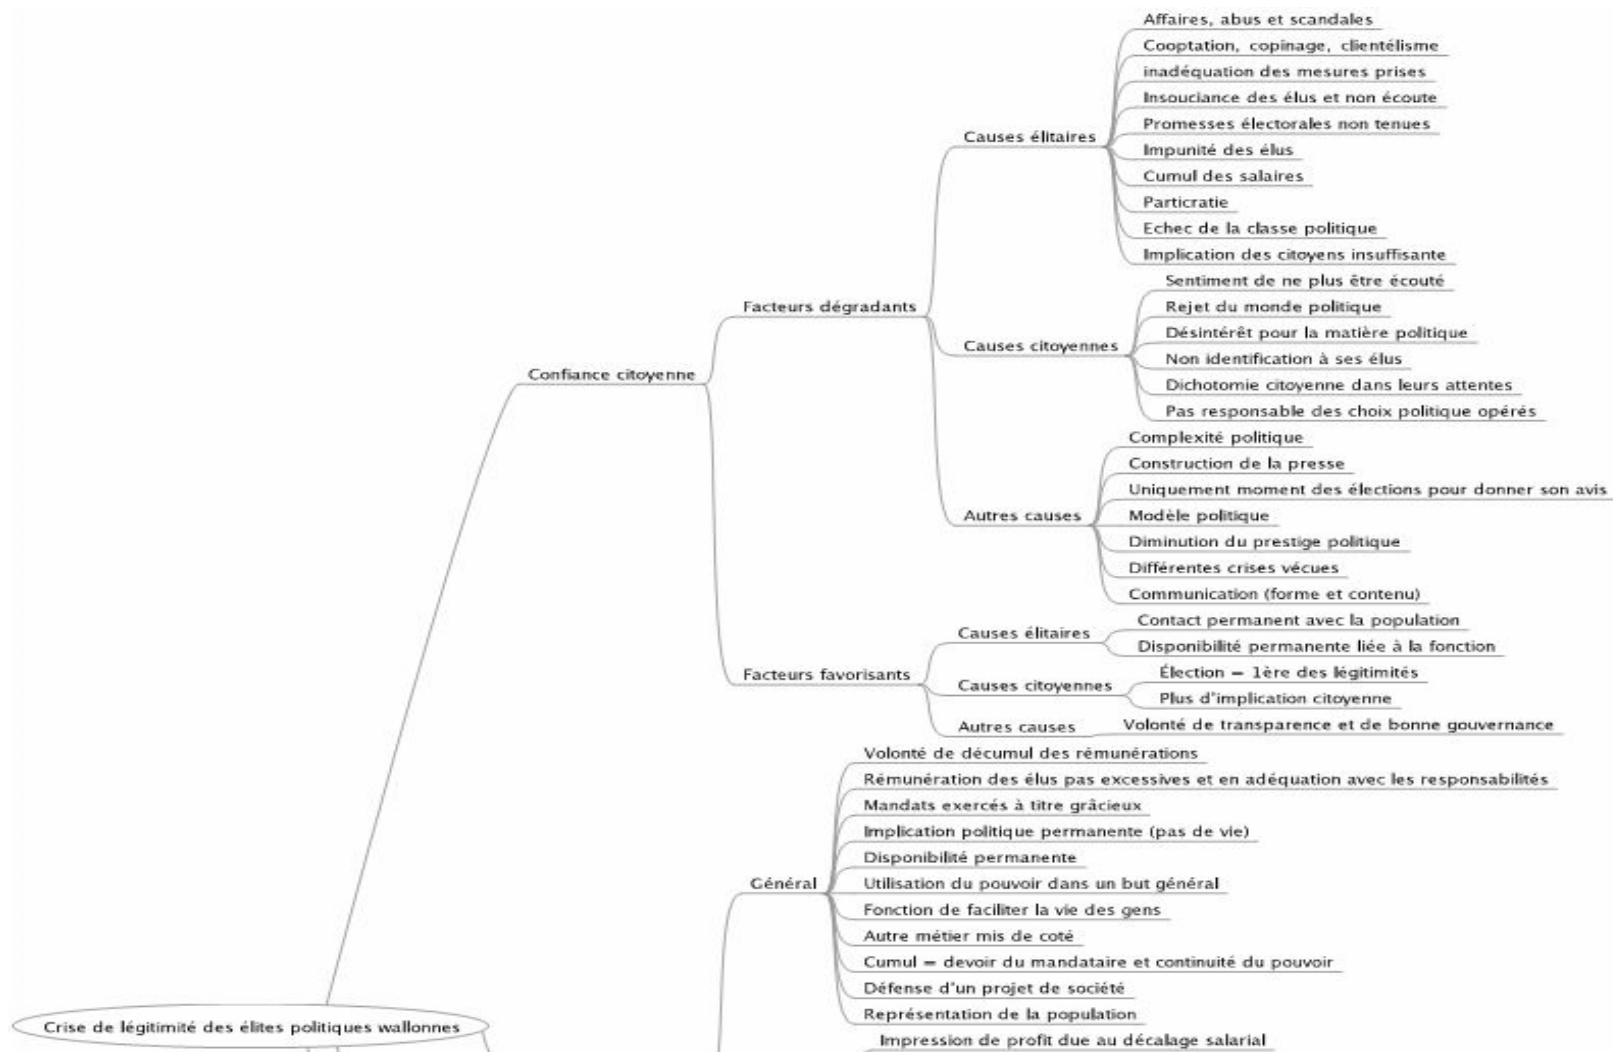 Affaires, abus et scandales
Cooptation, copinage, clientélisme
inadéquation des mesures prises
Insouciance des élus et non écoute
Promesses électorales non tenues
Causes élitaires
Impunité des élus
Cumul des salaires
Particratie
Echec de la classe politique
Implication des citoyens insuffisante
Sentiment de ne plus être écouté
Facteurs dégradants
Rejet du monde politique
Désintérêt pour la matière politique
Causes citoyennes
Non identification à ses élus
Confiance citoyenne
Dichotomie citoyenne dans leurs attentes
Pas responsable des choix politique opérés
Complexité politique
Construction de la presse
Uniquement moment des élections pour donner son avis
Autres causes
Modèle politique
Diminution du prestige politique
Différentes crises vécues
Communication (forme et contenu)
Contact permanent avec la population
Causes élitaires
Disponibilité permanente liée à la fonction
Facteurs favorisants
Élection = 1ère des légitimités
Causes citoyennes
Plus d'implication citoyenne
Autres causes
Volonté de transparence et de bonne gouvernance
Volonté de décumul des rémunérations
Rémunération des élus pas excessives et en adéquation avec les responsabilités
Mandats exercés à titre grâcieux
Implication politique permanente (pas de vie)
Disponibilité permanente
Général
Utilisation du pouvoir dans un but général
Fonction de faciliter la vie des gens
Autre métier mis de coté
Cumul = devoir du mandataire et continuité du pouvoir
Défense d'un projet de société
Représentation de la population
Crise de légitimité des élites politiques wallonnes
Impression de profit due au décalage salarial